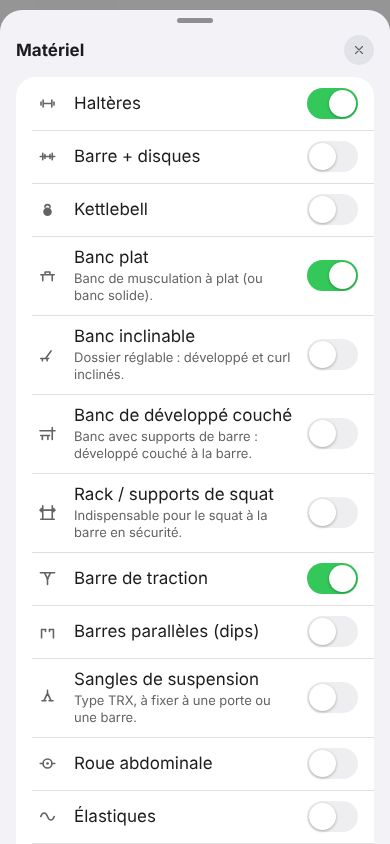 Matériel
Haltères
Barre + disques
Kettlebell
Banc plat
Banc de musculation à plat (ou
banc solide).
Banc inclinable
Dossier réglable : développé et curl
inclinés.
Banc de développé couché
Banc avec supports de barre :
développé couché à la barre.
Rack / supports de squat
Indispensable pour le squat à la
barre en sécurité.
Barre de traction
Barres parallèles (dips)
Sangles de suspension
Type TRX, à fixer à une porte ou
une barre.
Roue abdominale
Élastiques